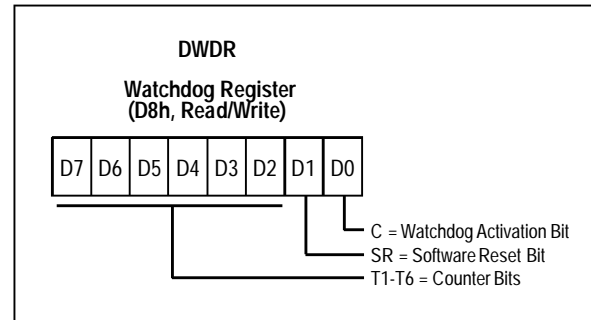 DWDR
Watchdog Register
(D8h, Read/Write)
D7 D6 D5 D4 D3 D2 D1 D0
C = Watchdog Activation Bit
SR = Software Reset Bit
T1-T6 = Counter Bits